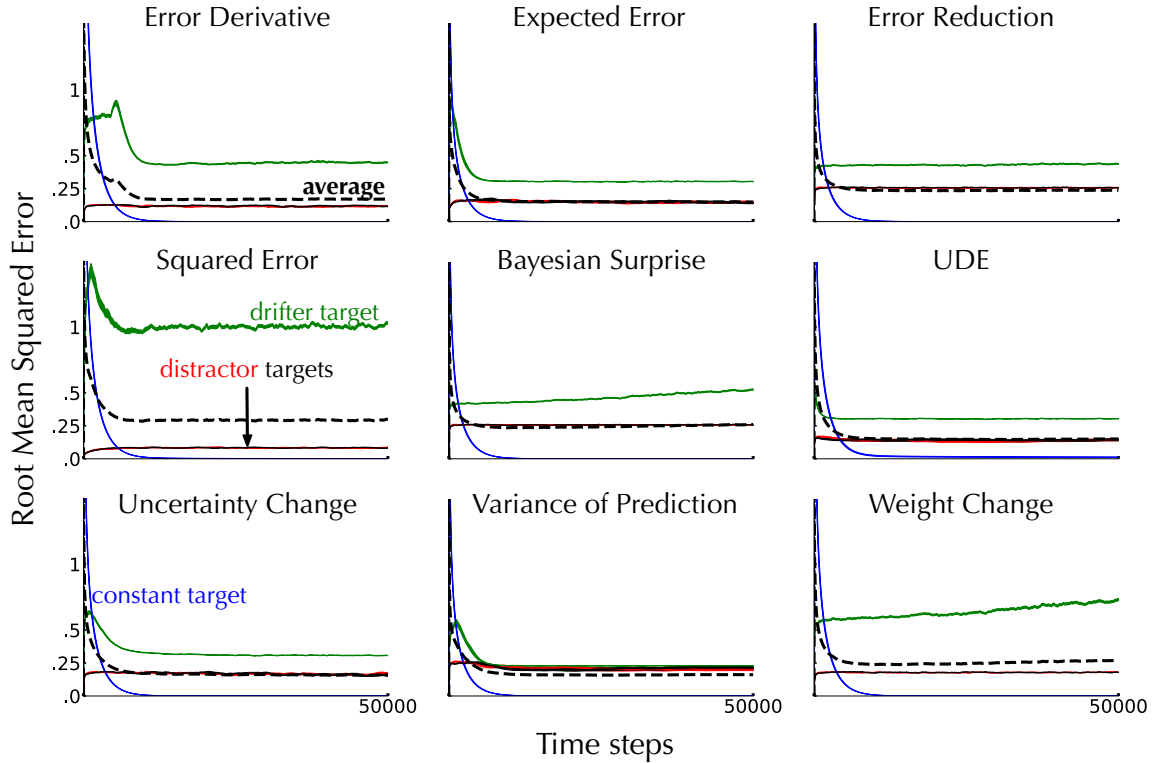 Error Derivative
Expected Error
Error Reduction
1
.5
.25
.0
average
Squared Error
Bayesian Surprise
UDE
1
.5
.25
.0
drifter target
distractor targets
Uncertainty Change
Variance of Prediction
Weight Change
1
.5
.25
.0
constant target
50000
50000
50000
Root Mean Squared Error
Time steps